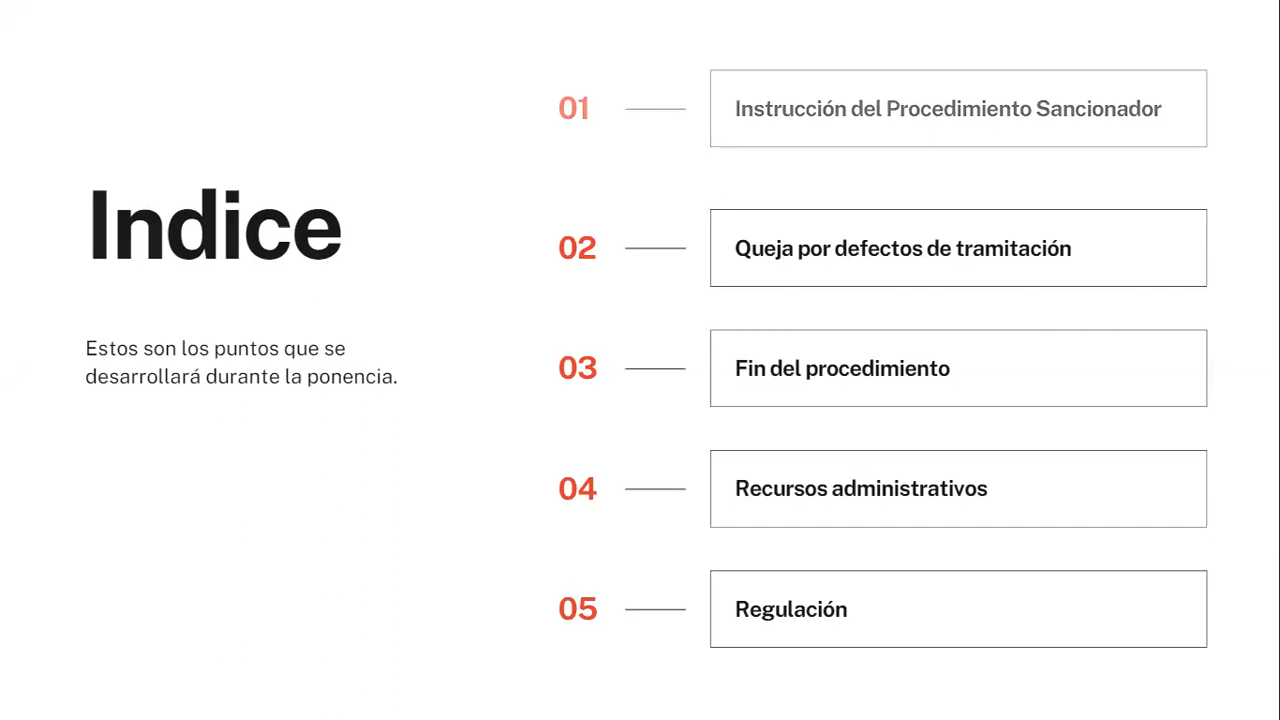 Indice
Estos son los puntos que se
desarrollará durante la ponencia.
01 Instrucción del Procedimiento Sancionador
02 Queja por defectos de tramitación
03 Fin del procedimiento
04 Recursos administrativos
05 Regulación